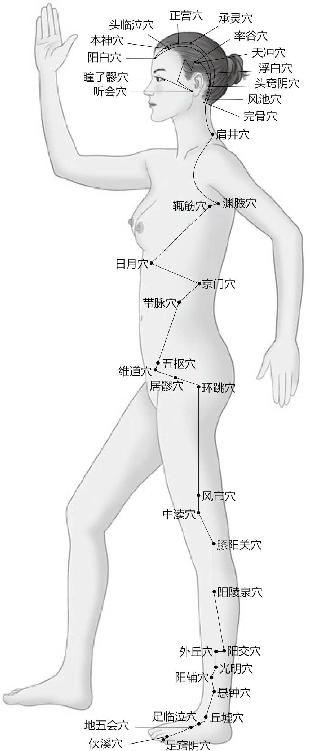 正营穴
承灵穴
头临泣穴
率谷穴
本神穴
天冲穴
阳白穴
浮白穴
瞳了髎穴
头窍阴穴
听会穴
风池穴
完骨穴
肩井穴
辄筋穴
渊腋穴
日月穴
京门穴
带脉穴
五枢穴
维道穴
居髎穴
环跳穴
风市穴
中渎穴
膝阳关穴
阳陵泉穴
外丘穴
阳交穴
光明穴
阳辅穴
悬钟穴
足临泣穴
丘墟穴
地五会穴
侠溪穴
足窍阴穴